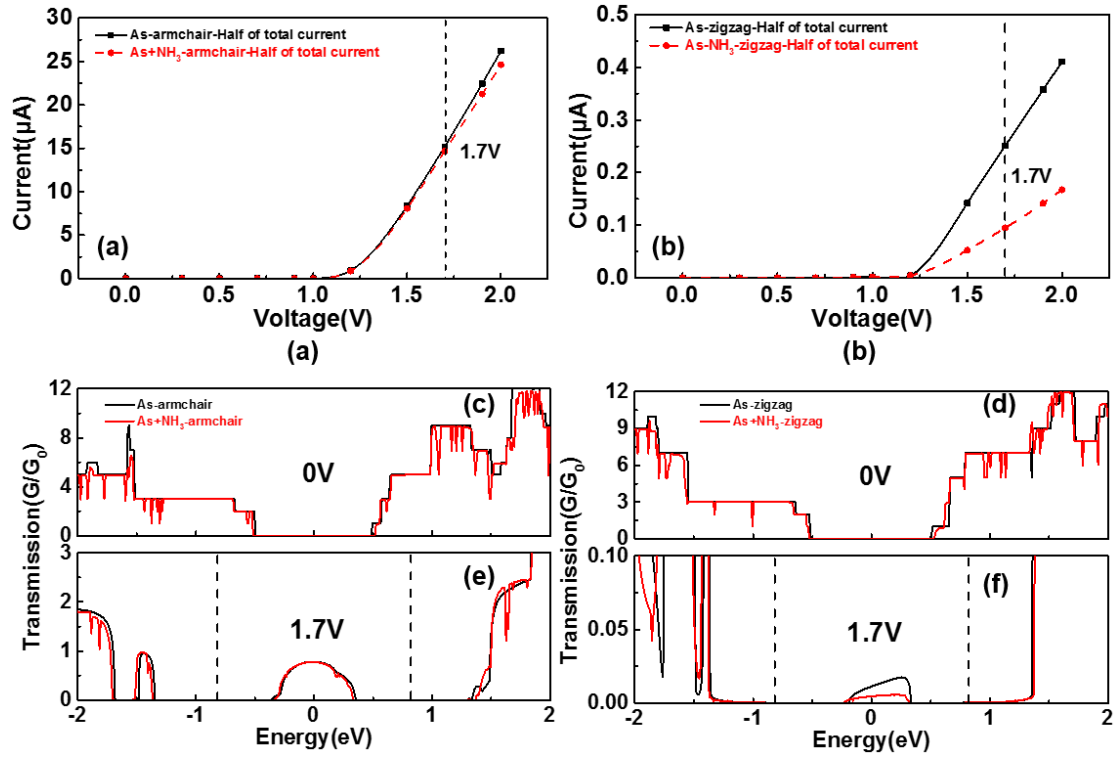 As-armchair-Half of total current
As+NH₃-armchair-Half of total current
Current(μA)
30
25
20
15
10
5
0
1.7V
(a)
0.0 0.5 1.0 1.5 2.0
Voltage(V)
(a)
As-zigzag-Half of total current
As-NH₃-zigzag-Half of total current
Current(μA)
0.5
0.4
0.3
0.2
0.1
0.0
1.7V
(b)
0.0 0.5 1.0 1.5 2.0
Voltage(V)
(b)
As-armchair
As+NH₃-armchair
(c)
0V
12
8
4
0
Transmission(G/G₀)
3
2
1
0
(e)
1.7V
-2 -1 0 1 2
Energy(eV)
As-zigzag
As+NH₃-zigzag
(d)
0V
12
9
6
3
0
Transmission(G/G₀)
0.10
0.05
0.00
(f)
1.7V
-2 -1 0 1 2
Energy(eV)